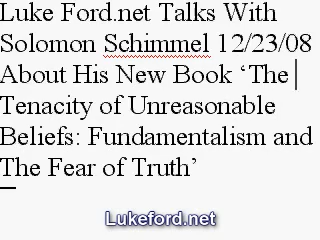 Luke Ford.net Talks With
Solomon Schimmel 12/23/08
About His New Book ‘The
Tenacity of Unreasonable
Beliefs: Fundamentalism and
The Fear of Truth’
Lukeford.net